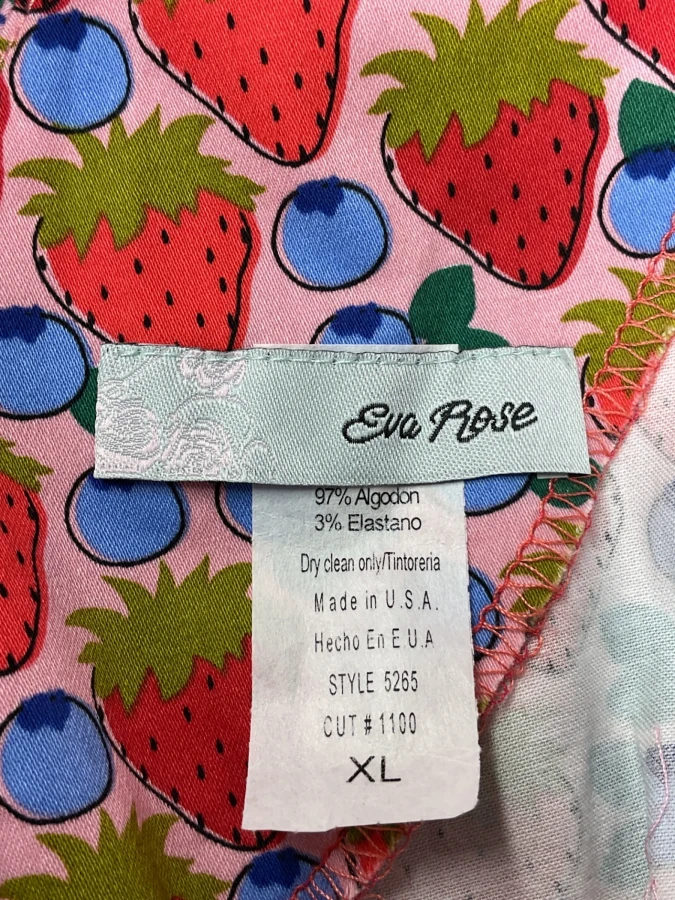 Eva Rose
97% Algodon
3% Elastano
Dry clean only/Tintoreria
Made in U.S.A.
Hecho En E U.A
STYLE 5265
CUT # 1100
XL